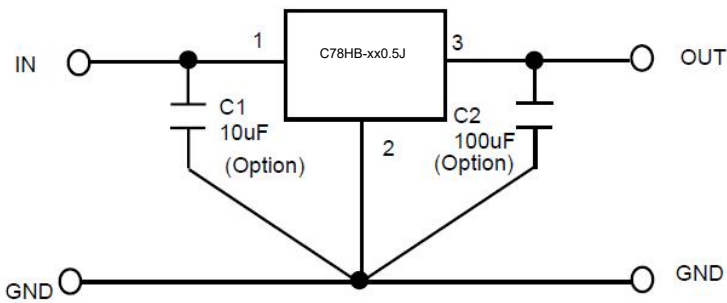 C78HB-xx0.5J
IN
1
3
OUT
C1
10uF
(Option)
2
C2
100uF
(Option)
GND
GND